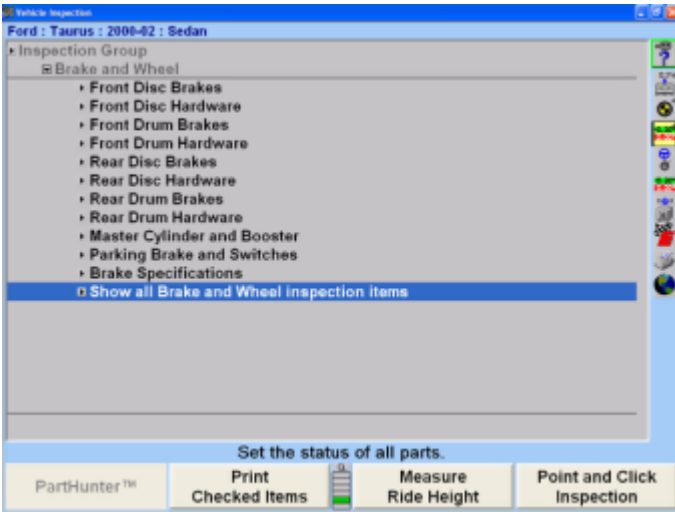 Vehicle Inspection
Ford : Taurus : 2000-02 : Sedan
Inspection Group
Brake and Wheel
Front Disc Brakes
Front Disc Hardware
Front Drum Brakes
Front Drum Hardware
Rear Disc Brakes
Rear Disc Hardware
Rear Drum Brakes
Rear Drum Hardware
Master Cylinder and Booster
Parking Brake and Switches
Brake Specifications
Show all Brake and Wheel inspection items
Set the status of all parts.
PartHunter™
Print
Checked Items
Measure
Ride Height
Point and Click
Inspection